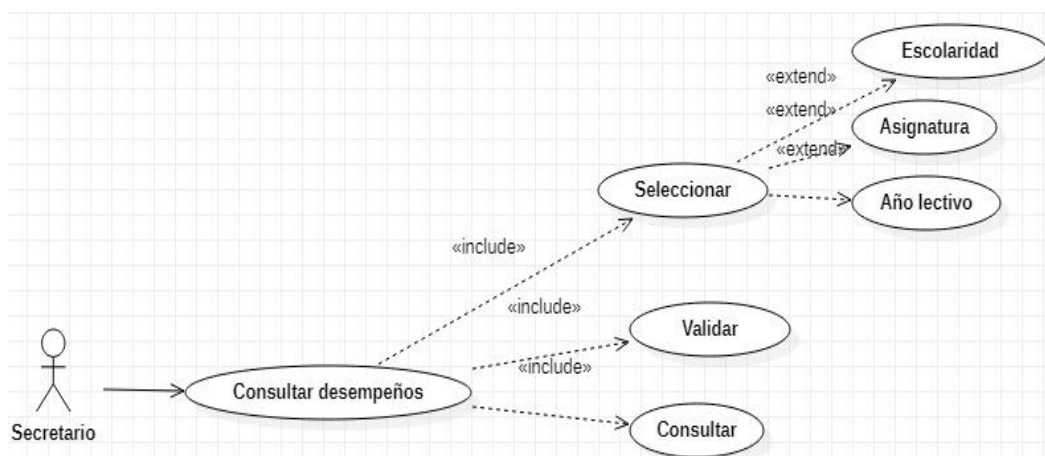 Escolaridad
«extend»
«extend»
Asignatura
«extend»
Seleccionar
Año lectivo
«include»
«include»
Validar
«include»
Consultar desempeños
Secretario
Consultar